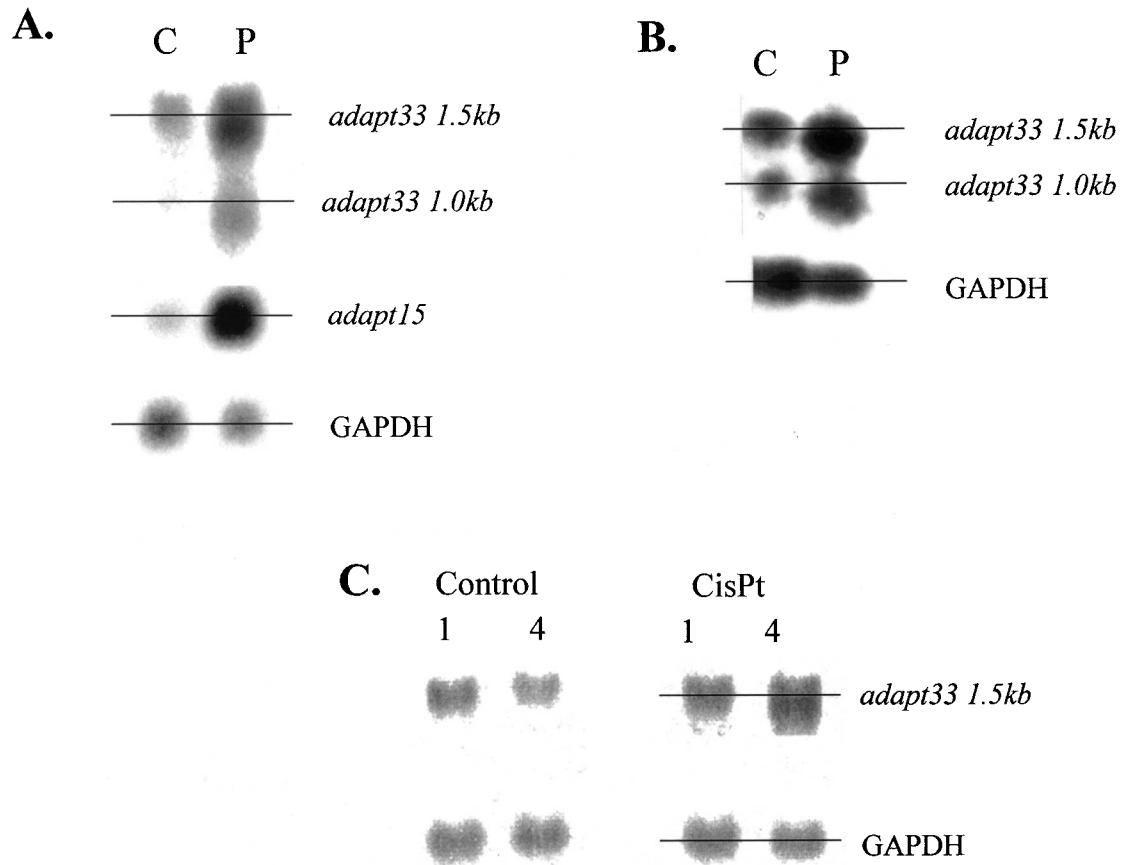 A.
C P
adapt33 1.5kb
adapt33 1.0kb
adapt15
GAPDH
B.
C P
adapt33 1.5kb
adapt33 1.0kb
GAPDH
C.
Control CisPt
1 4 1 4
adapt33 1.5kb
GAPDH